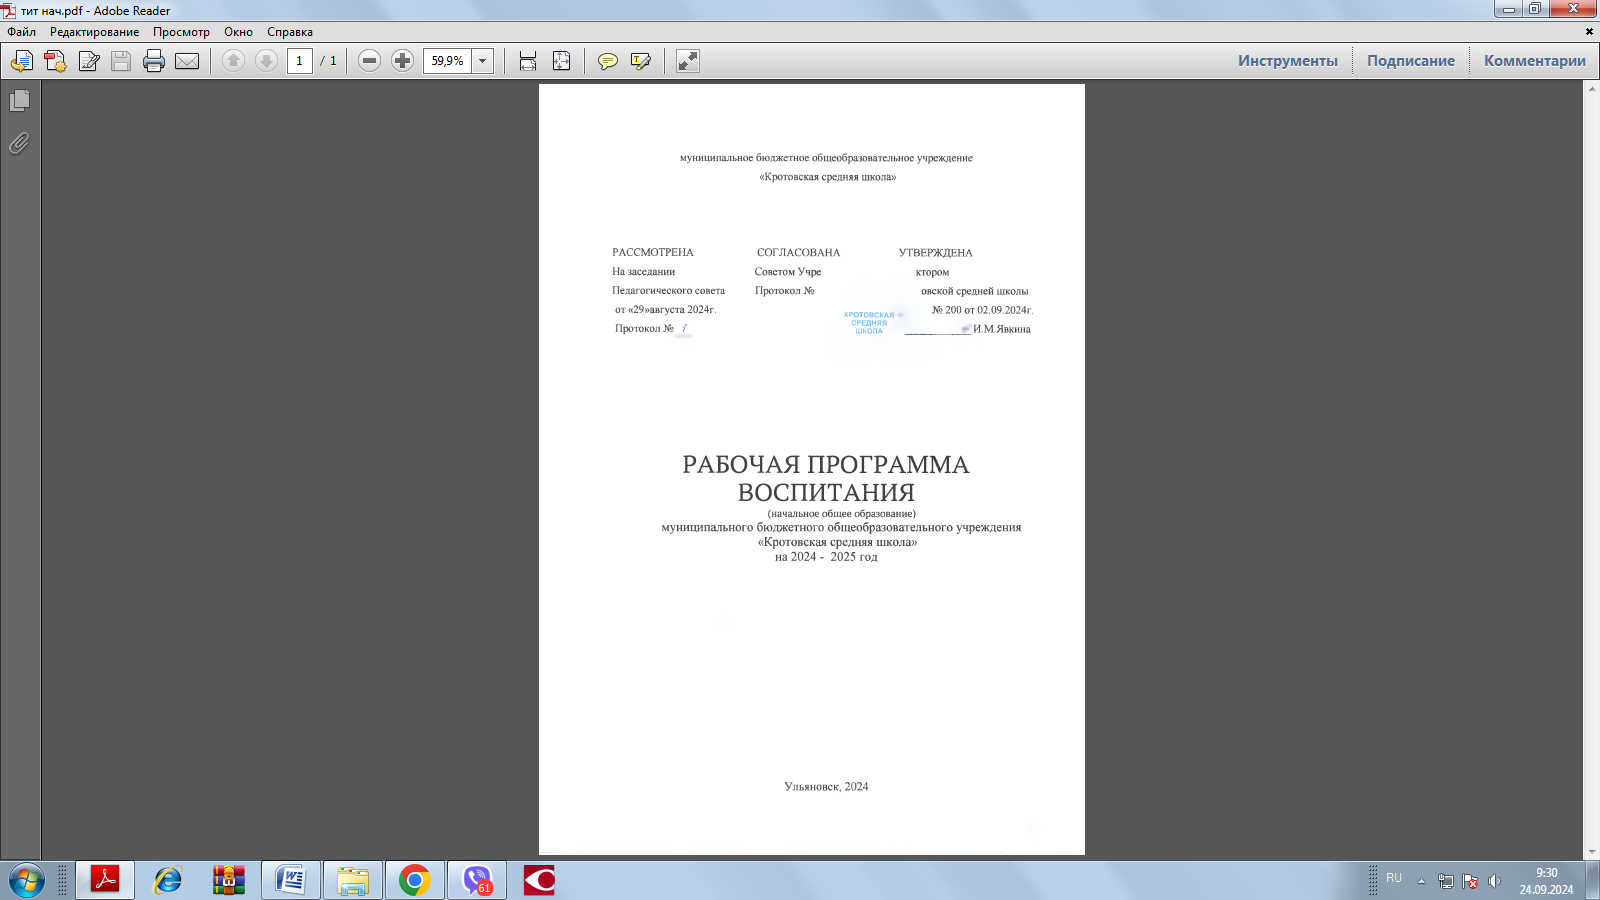 тит нач.pdf - Adobe Reader
Файл Редактирование Просмотр Окно Справка
1 / 1 59,9% Инструменты Подписание Комментарии
муниципальное бюджетное общеобразовательное учреждение
«Кротовская средняя школа»
РАССМОТРЕНА СОГЛАСОВАНА УТВЕРЖДЕНА
На заседании Советом Учре ктором
Педагогического совета Протокол № овской средней школы
от «29»августа 2024г. № 200 от 02.09.2024г.
Протокол № 1 И.М.Явкина
КРОТОВСКАЯ
СРЕДНЯЯ
ШКОЛА
РАБОЧАЯ ПРОГРАММА
ВОСПИТАНИЯ
(начальное общее образование)
муниципального бюджетного общеобразовательного учреждения
«Кротовская средняя школа»
на 2024 - 2025 год
Ульяновск, 2024
61
RU
9:30
24.09.2024